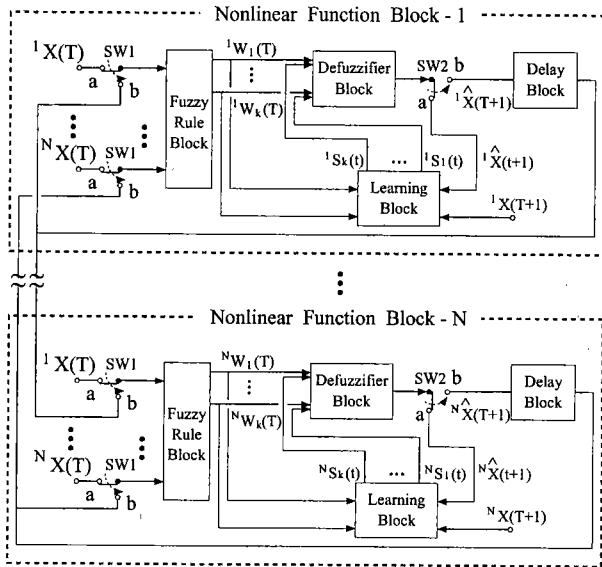 Nonlinear Function Block - 1
¹X(T)
SW1
a
b
ᴺX(T)
SW1
a
b
Fuzzy
Rule
Block
¹W₁(T)
¹Wₖ(T)
Defuzzifier
Block
SW2
b
a
¹X̂(T+1)
Delay
Block
¹Sₖ(t)
...
¹S₁(t)
¹X̂(t+1)
Learning
Block
¹X(T+1)
Nonlinear Function Block - N
¹X(T)
SW1
a
b
ᴺX(T)
SW1
a
b
Fuzzy
Rule
Block
ᴺW₁(T)
ᴺWₖ(T)
Defuzzifier
Block
SW2
b
a
ᴺX̂(T+1)
Delay
Block
ᴺSₖ(t)
...
ᴺS₁(t)
ᴺX̂(t+1)
Learning
Block
ᴺX(T+1)